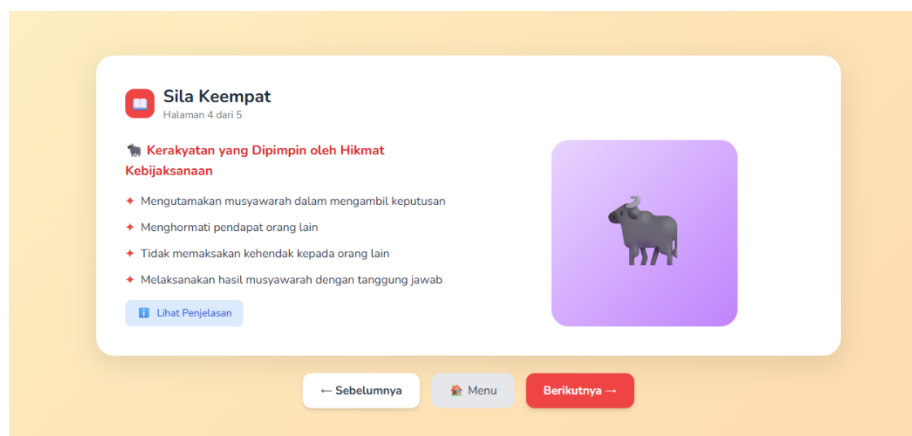 Sila Keempat
Halaman 4 dari 5
🐃 Kerakyatan yang Dipimpin oleh Hikmat
Kebijaksanaan
✦ Mengutamakan musyawarah dalam mengambil keputusan
✦ Menghormati pendapat orang lain
✦ Tidak memaksakan kehendak kepada orang lain
✦ Melaksanakan hasil musyawarah dengan tanggung jawab
ℹ️ Lihat Penjelasan
← Sebelumnya
🏠 Menu
Berikutnya →